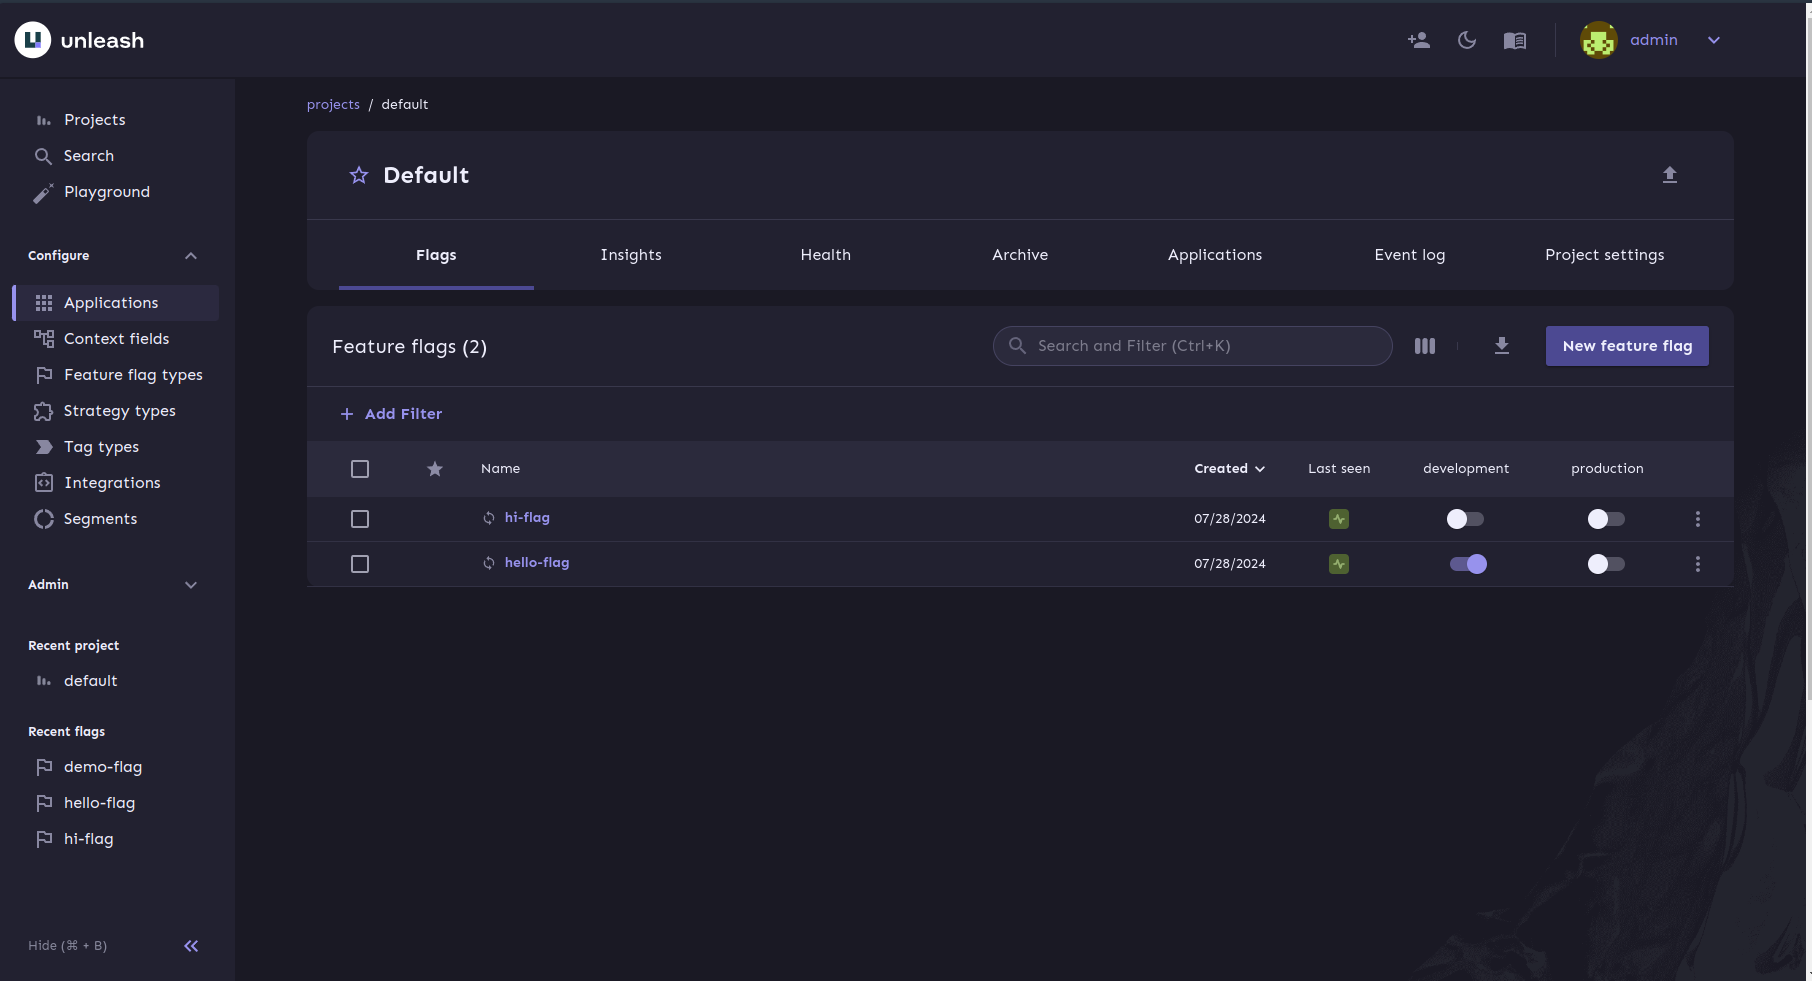 unleash
admin
Projects
Search
Playground
Configure
Applications
Context fields
Feature flag types
Strategy types
Tag types
Integrations
Segments
Admin
Recent project
default
Recent flags
demo-flag
hello-flag
hi-flag
Hide (⌘ + B)
projects / default
Default
Flags Insights Health Archive Applications Event log Project settings
Feature flags (2)
Search and Filter (Ctrl+K)
New feature flag
Add Filter
Name Created Last seen development production
hi-flag 07/28/2024
hello-flag 07/28/2024